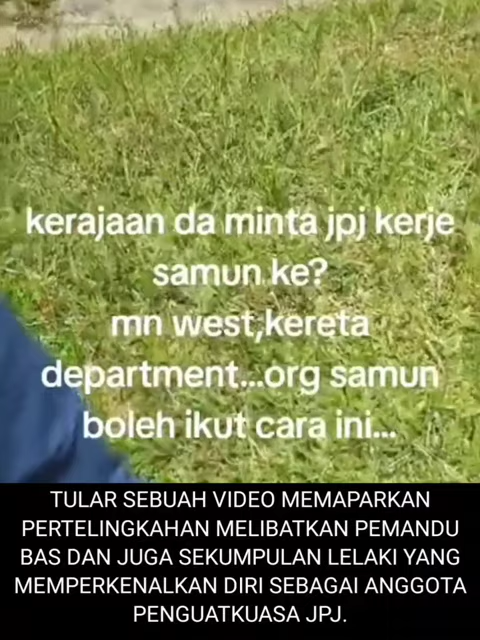 kerajaan da minta jpj kerje
samun ke?
mn west,kereta
department...org samun
boleh ikut cara ini...
TULAR SEBUAH VIDEO MEMAPARKAN
PERTELINGKAHAN MELIBATKAN PEMANDU
BAS DAN JUGA SEKUMPULAN LELAKI YANG
MEMPERKENALKAN DIRI SEBAGAI ANGGOTA
PENGUATKUASA JPJ.